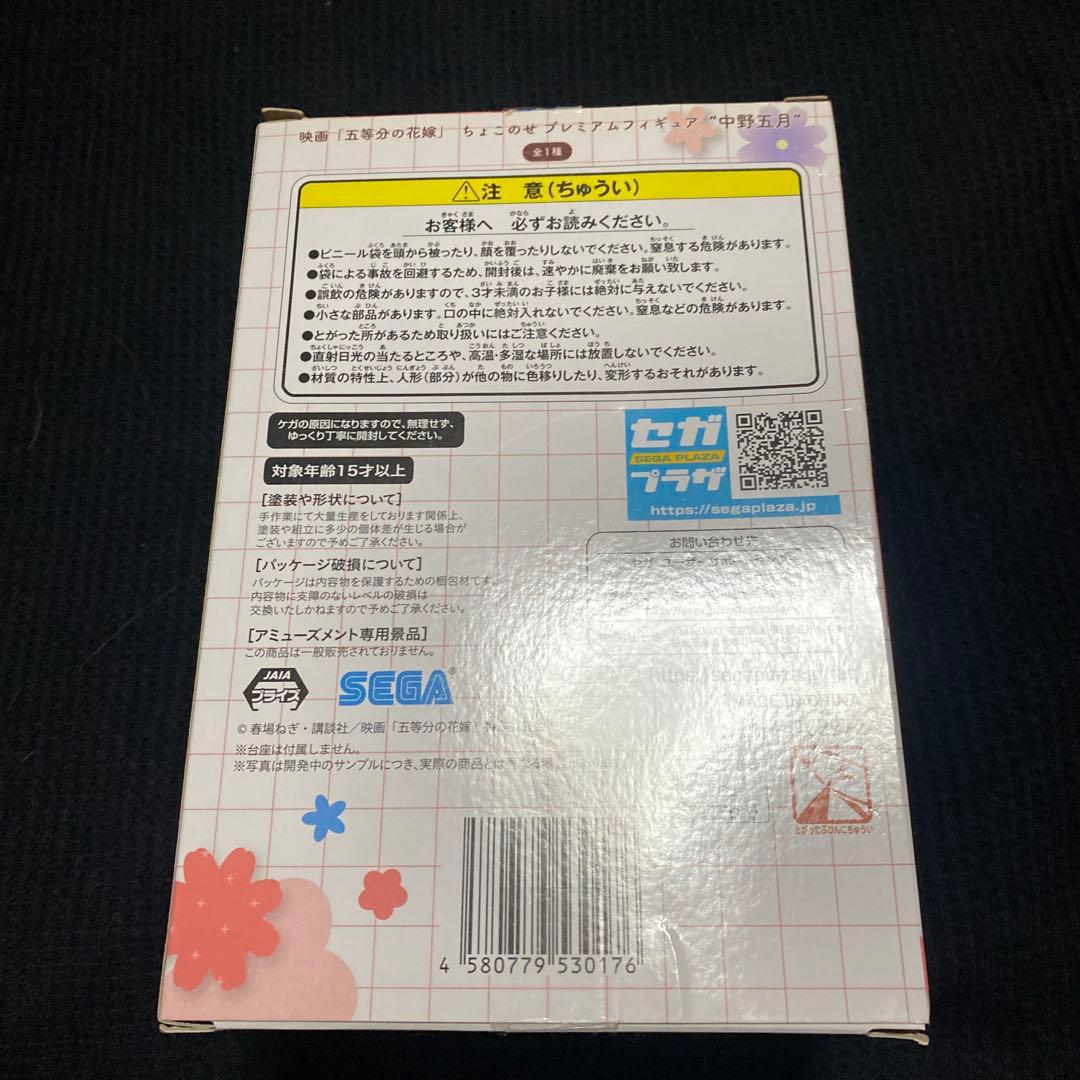 映画「五等分の花嫁」 ちょこのせ プレミアムフィギュア "中野五月"
全1種
⚠注 意(ちゅうい)
お客様へ 必ずお読みください。
●ビニール袋を頭から被ったり、顔を覆ったりしないでください。窒息する危険があります。
●袋による事故を回避するため、開封後は、速やかに廃棄をお願い致します。
●誤飲の危険がありますので、3才未満のお子様には絶対に与えないでください。
●小さな部品があります。口の中に絶対入れないでください。窒息などの危険があります。
●とがった所があるため取り扱いにはご注意ください。
●直射日光の当たるところや、高温・多湿な場所には放置しないでください。
●材質の特性上、人形(部分)が他の物に色移りしたり、変形するおそれがあります。
ケガの原因になりますので、無理せず、
ゆっくり丁寧に開封してください。
対象年齢15才以上
[塗装や形状について]
手作業にて大量生産をしております関係上、
塗装や組立に多少の個体差が生じる場合が
ございますので予めご了承ください。
[パッケージ破損について]
パッケージは内容物を保護するための梱包材です。
内容物に支障のないレベルの破損は
交換いたしかねますので予めご了承ください。
[アミューズメント専用景品]
この商品は一般販売されておりません。
JAIA
プライズ
SEGA®
© 春場ねぎ・講談社/映画「五等分の花嫁」
※台座は付属しません。
※写真は開発中のサンプルにつき、実際の商品とは
セガ
SEGA PLAZA
プラザ
https://segaplaza.jp
お問い合わせ先
セガ ユーザー
とがったぶひんにちゅうい
4 580779 530176